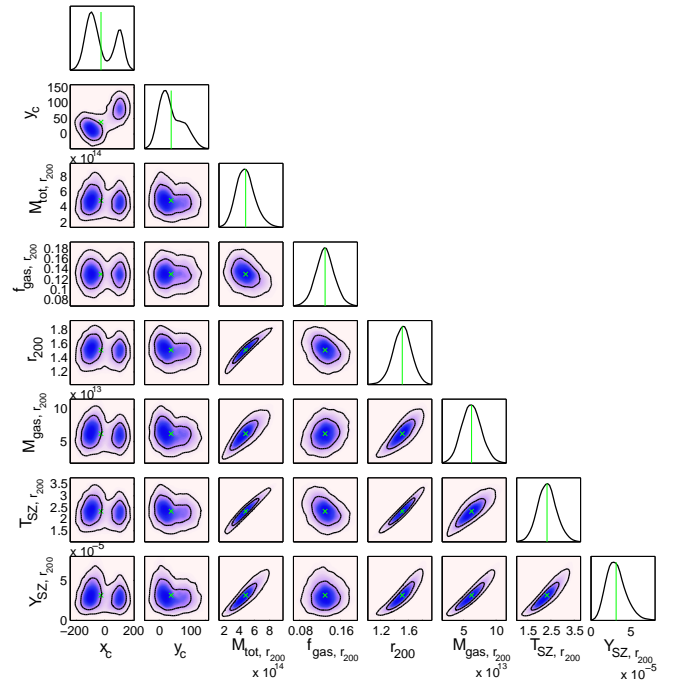 150
100
50
0
y_c
x 10^14
8
6
4
2
M_tot, r_200
0.18
0.16
0.14
0.12
0.1
0.08
f_gas, r_200
1.8
1.6
1.4
1.2
r_200
x 10^13
10
5
M_gas, r_200
3.5
3
2.5
2
1.5
T_SZ, r_200
x 10^-5
5
0
Y_SZ, r_200
-200 0 200 0 100 2 4 6 8 0.08 0.16 1.2 1.6 5 10 1.5 2.5 3.5 0 5
x_c y_c M_tot, r_200 f_gas, r_200 r_200 M_gas, r_200 T_SZ, r_200 Y_SZ, r_200
x 10^14 x 10^13 x 10^-5